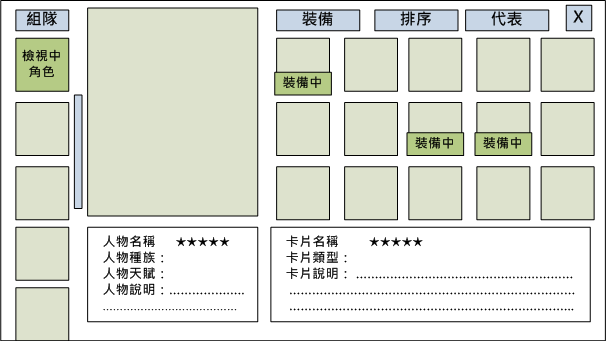 組隊
裝備
排序
代表
X
檢視中
角色
裝備中
裝備中
裝備中
人物名稱 ★★★★★
人物種族：
人物天賦：
人物說明：....................
....................................
卡片名稱 ★★★★★
卡片類型：
卡片說明：..........................................................
............................................................................
............................................................................